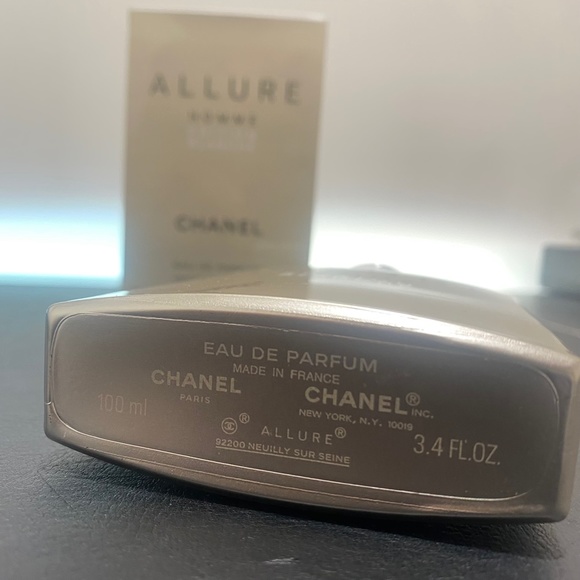 ALLURE
HOMME
CHANEL
EAU DE PARFUM
MADE IN FRANCE
CHANEL CHANEL® INC.
PARIS NEW YORK, N.Y. 10019
100 ml ® ALLURE® 3.4 FL.OZ.
92200 NEUILLY SUR SEINE